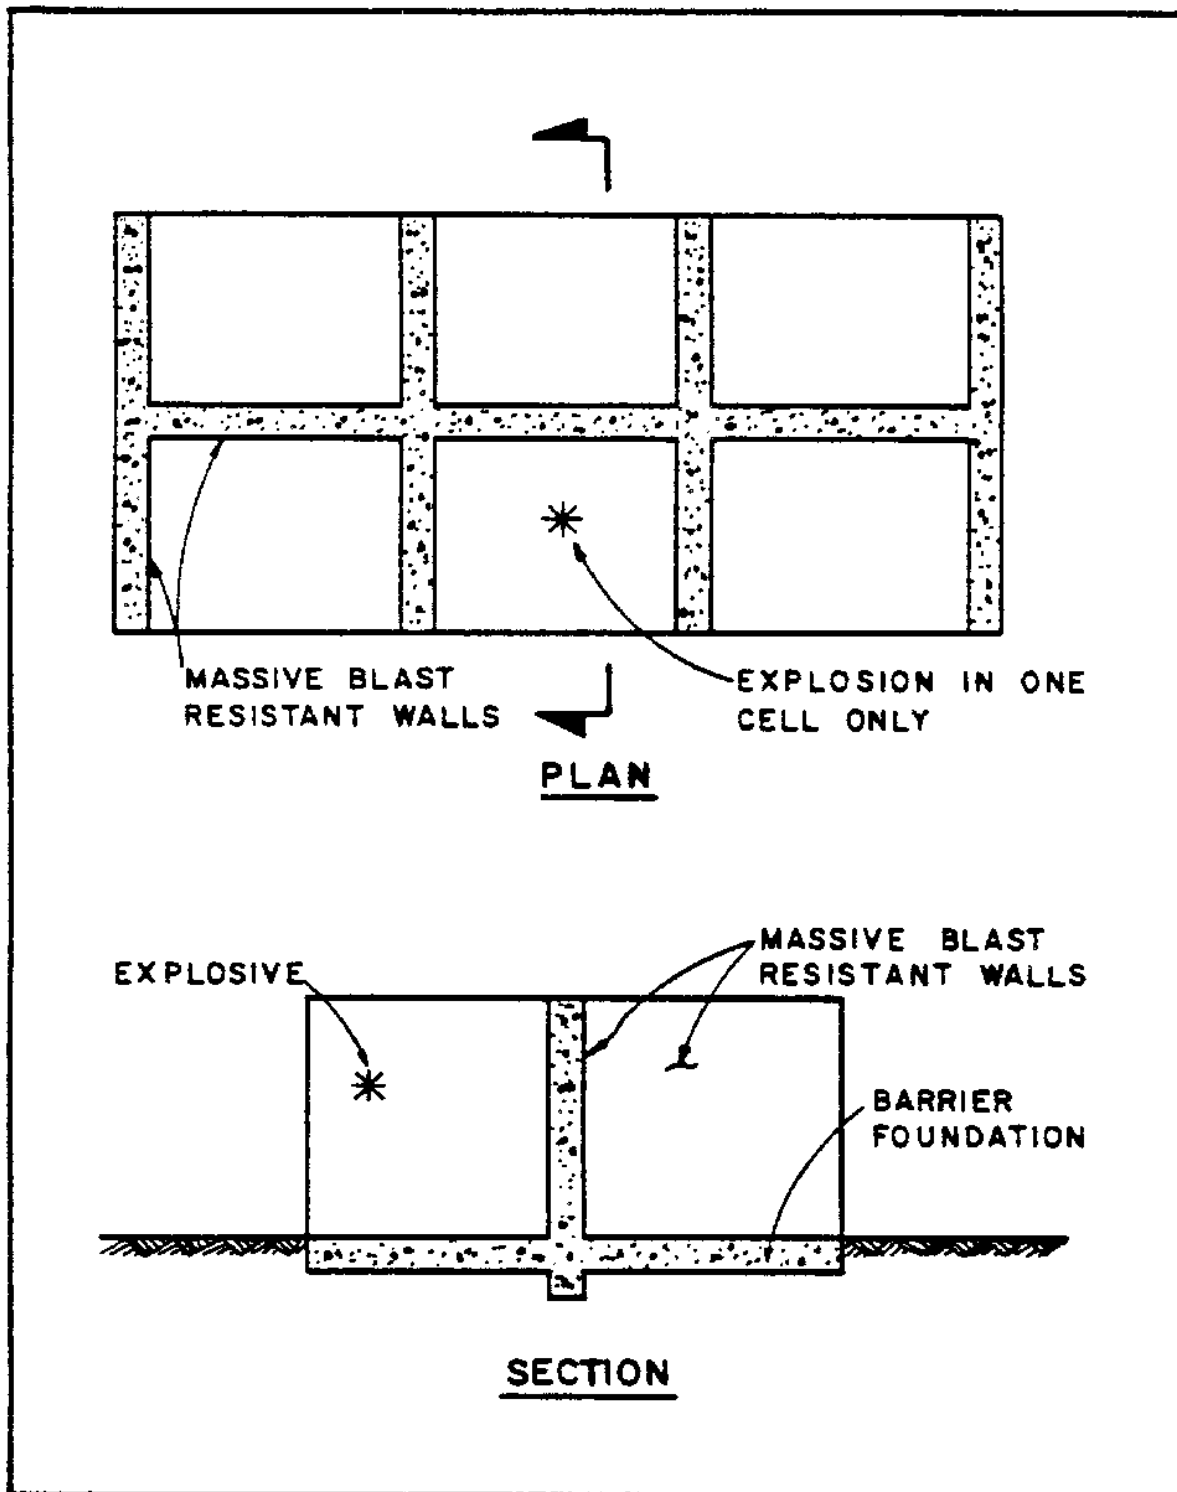 MASSIVE BLAST
RESISTANT WALLS
EXPLOSION IN ONE
CELL ONLY
PLAN
EXPLOSIVE
MASSIVE BLAST
RESISTANT WALLS
BARRIER
FOUNDATION
SECTION